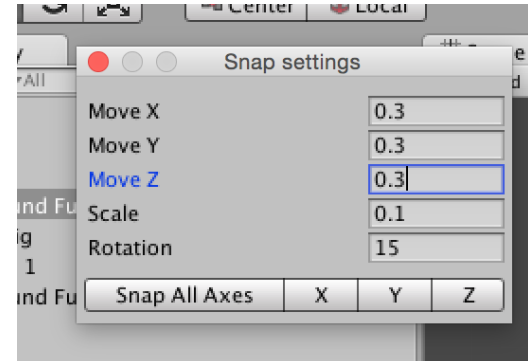 Center Local
Snap settings
All
Move X 0.3
Move Y 0.3
Move Z 0.3
Scale 0.1
Rotation 15
1
Snap All Axes X Y Z